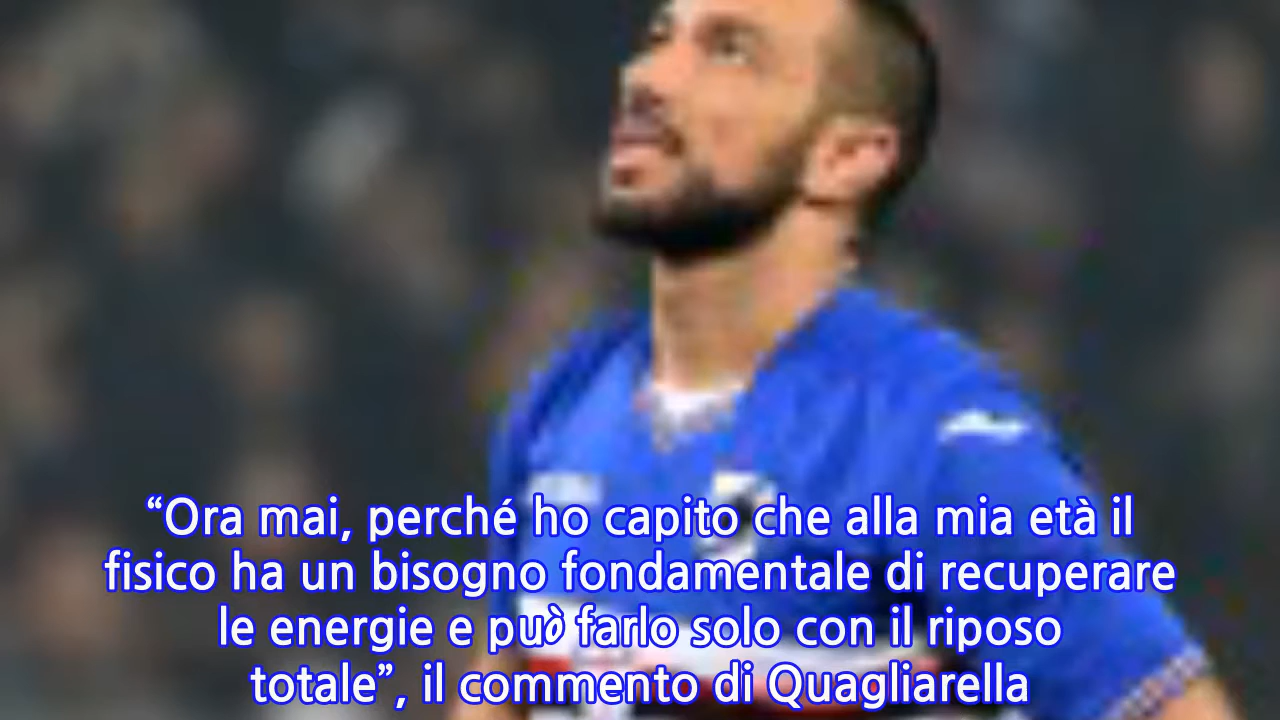 “Ora mai, perché ho capito che alla mia età il
fisico ha un bisogno fondamentale di recuperare
le energie e può farlo solo con il riposo
totale”, il commento di Quagliarella